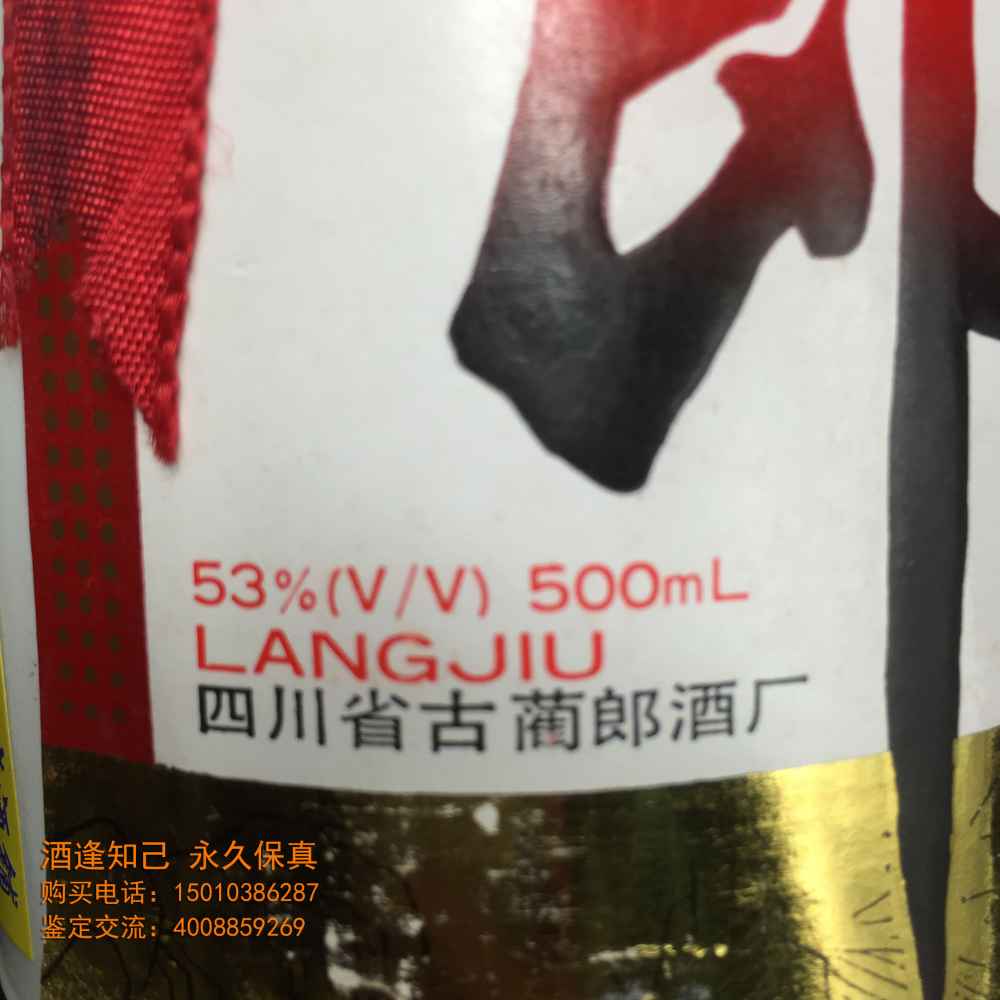 53%(V/V) 500mL
LANGJIU
四川省古蔺郎酒厂
酒逢知己 永久保真
购买电话：15010386287
鉴定交流：4008859269